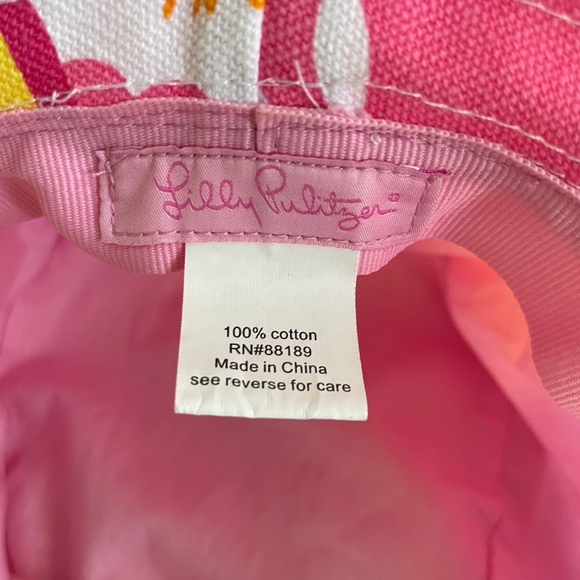 Lilly Pulitzer®
100% cotton
RN#88189
Made in China
see reverse for care